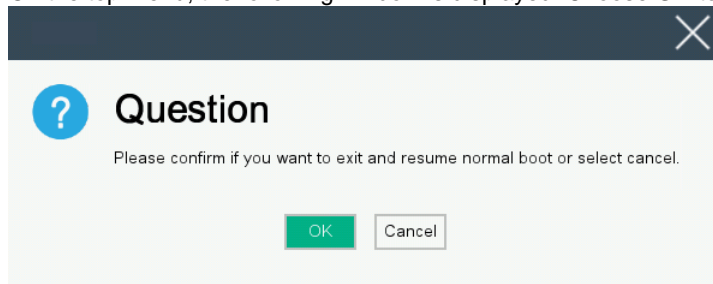 Question
Please confirm if you want to exit and resume normal boot or select cancel.
OK
Cancel